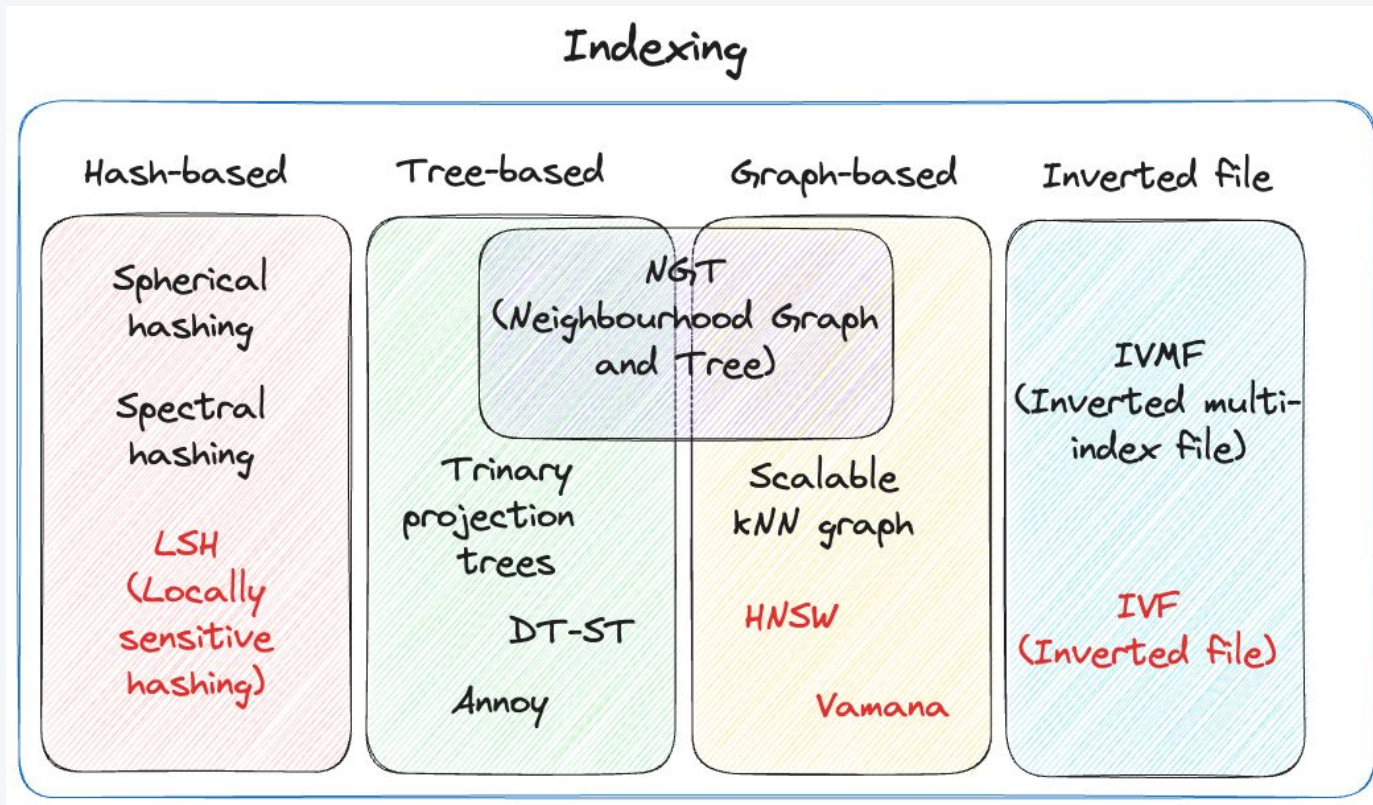 Indexing
Hash-based
Tree-based
Graph-based
Inverted file
Spherical
hashing
Spectral
hashing
LSH
(Locally
sensitive
hashing)
NGT
(Neighbourhood Graph
and Tree)
Trinary
projection
trees
DT-ST
Annoy
Scalable
kNN graph
HNSW
Vamana
IVMF
(Inverted multi-
index file)
IVF
(Inverted file)